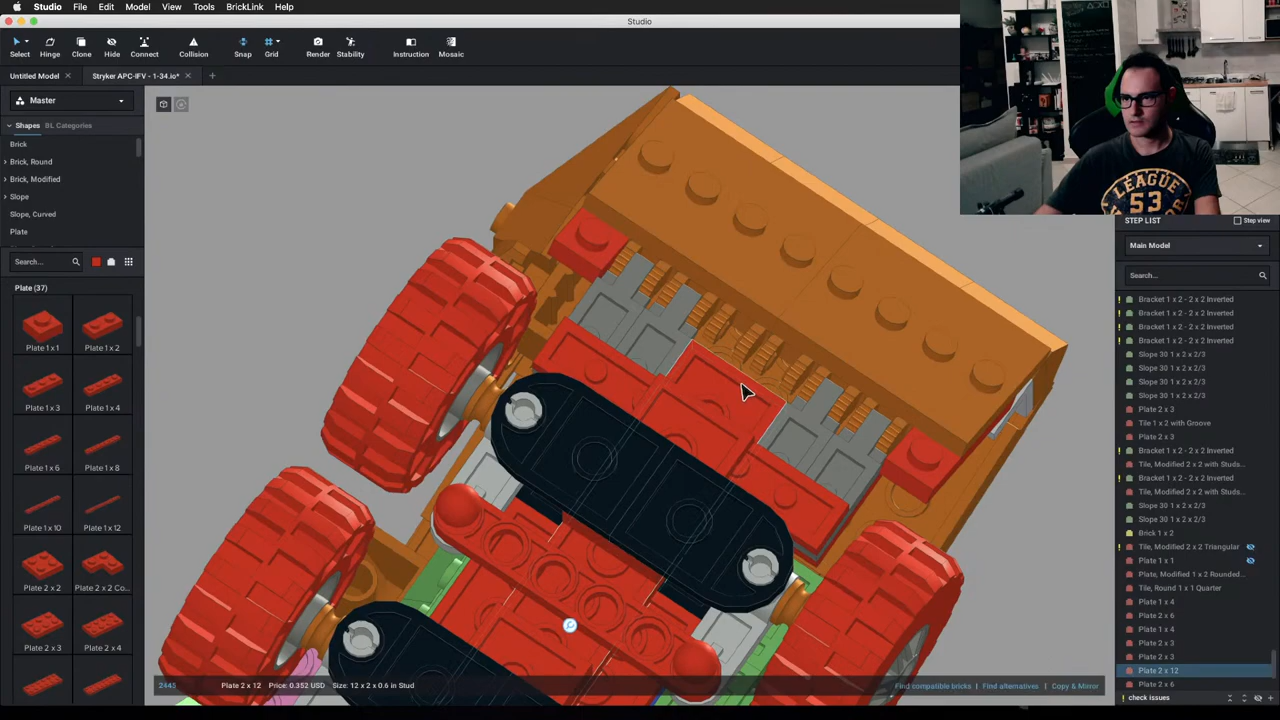 Studio File Edit Model View Tools BrickLink Help
Studio
Select Hinge Clone Hide Connect Collision Snap Grid Render Stability Instruction Mosaic
Untitled Model × Stryker APC-IFV - 1-34.io* × +
Master
Shapes BL Categories
Brick
Brick, Round
Brick, Modified
Slope
Slope, Curved
Plate
Search...
Plate (37)
Plate 1 x 1 Plate 1 x 2
Plate 1 x 3 Plate 1 x 4
Plate 1 x 6 Plate 1 x 8
Plate 1 x 10 Plate 1 x 12
Plate 2 x 2 Plate 2 x 2 Co...
Plate 2 x 3 Plate 2 x 4
LEAGUE
53
STEP LIST Step view
Main Model
Search...
Bracket 1 x 2 - 2 x 2 Inverted
Bracket 1 x 2 - 2 x 2 Inverted
Bracket 1 x 2 - 2 x 2 Inverted
Bracket 1 x 2 - 2 x 2 Inverted
Slope 30 1 x 2 x 2/3
Slope 30 1 x 2 x 2/3
Slope 30 1 x 2 x 2/3
Slope 30 1 x 2 x 2/3
Plate 2 x 3
Tile 1 x 2 with Groove
Plate 2 x 3
Bracket 1 x 2 - 2 x 2 Inverted
Tile, Modified 2 x 2 with Studs...
Bracket 1 x 2 - 2 x 2 Inverted
Tile, Modified 2 x 2 with Studs...
Slope 30 1 x 2 x 2/3
Slope 30 1 x 2 x 2/3
Brick 1 x 2
Tile, Modified 2 x 2 Triangular
Plate 1 x 1
Plate, Modified 1 x 2 Rounded...
Tile, Round 1 x 1 Quarter
Plate 1 x 4
Plate 2 x 6
Plate 1 x 4
Plate 2 x 3
Plate 2 x 3
Plate 2 x 12
Plate 2 x 6
check issues
2445 Plate 2 x 12 Price: 0.352 USD Size: 12 x 2 x 0.6 in Stud Find compatible bricks | Find alternatives | Copy & Mirror